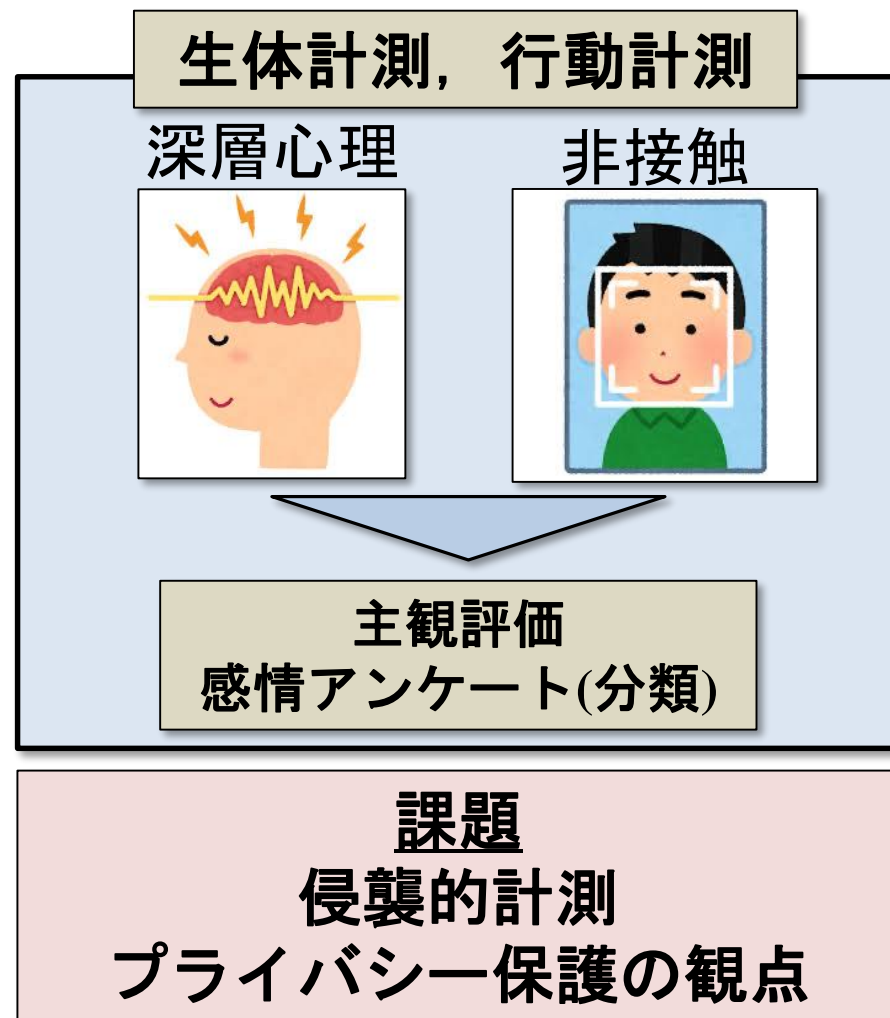 生体計測，行動計測
深層心理
非接触
主観評価
感情アンケート(分類)
課題
侵襲的計測
プライバシー保護の観点